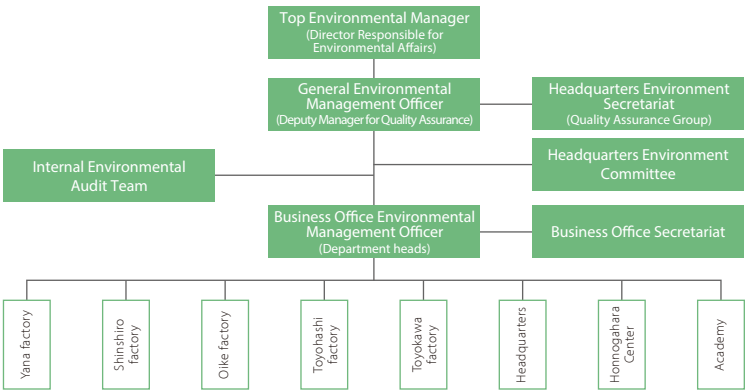 Top Environmental Manager
(Director Responsible for
Environmental Affairs)
General Environmental
Management Officer
(Deputy Manager for Quality Assurance)
Headquarters Environment
Secretariat
(Quality Assurance Group)
Internal Environmental
Audit Team
Headquarters Environment
Committee
Business Office Environmental
Management Officer
(Department heads)
Business Office Secretariat
Yana factory
Shinshiro
factory
Oike factory
Toyohashi
factory
Toyokawa
factory
Headquarters
Honnogahara
Center
Academy